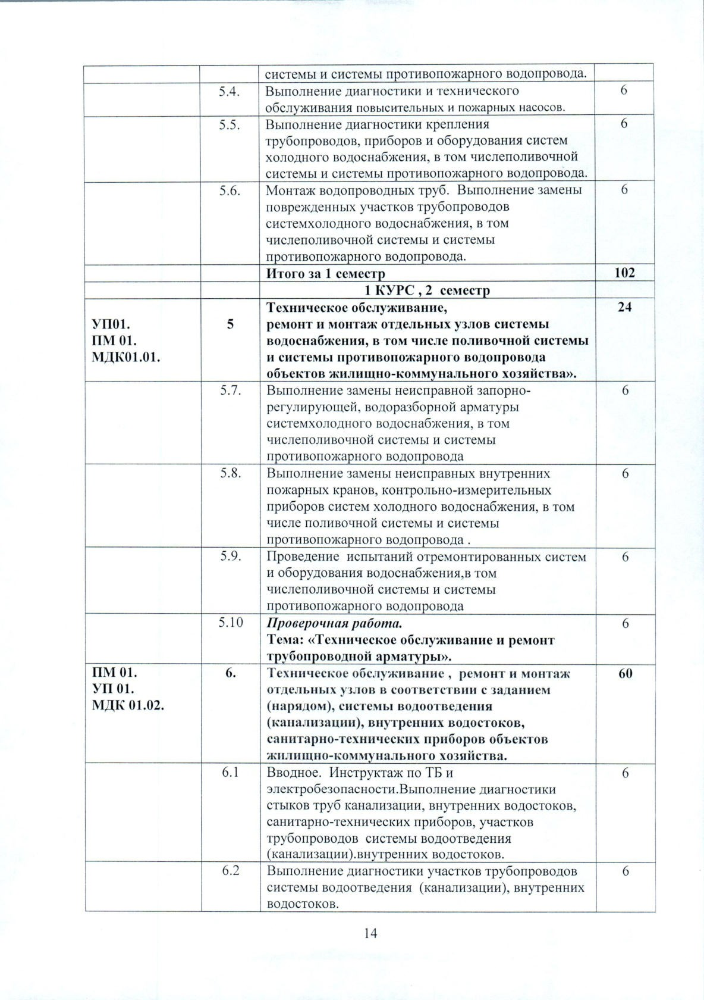 системы и системы противопожарного водопровода.
5.4. Выполнение диагностики и технического 6
обслуживания повысительных и пожарных насосов.
5.5. Выполнение диагностики крепления 6
трубопроводов, приборов и оборудования систем
холодного водоснабжения, в том числеполивочной
системы и системы противопожарного водопровода.
5.6. Монтаж водопроводных труб. Выполнение замены 6
поврежденных участков трубопроводов
системхолодного водоснабжения, в том
числеполивочной системы и системы
противопожарного водопровода.
Итого за 1 семестр 102
1 КУРС , 2 семестр
Техническое обслуживание, 24
УП01. 5 ремонт и монтаж отдельных узлов системы
ПМ 01. водоснабжения, в том числе поливочной системы
МДК01.01. и системы противопожарного водопровода
объектов жилищно-коммунального хозяйства».
5.7. Выполнение замены неисправной запорно- 6
регулирующей, водоразборной арматуры
системхолодного водоснабжения, в том
числеполивочной системы и системы
противопожарного водопровода
5.8. Выполнение замены неисправных внутренних 6
пожарных кранов, контрольно-измерительных
приборов систем холодного водоснабжения, в том
числе поливочной системы и системы
противопожарного водопровода .
5.9. Проведение испытаний отремонтированных систем 6
и оборудования водоснабжения,в том
числеполивочной системы и системы
противопожарного водопровода
5.10 Проверочная работа. 6
Тема: «Техническое обслуживание и ремонт
трубопроводной арматуры».
ПМ 01. 6. Техническое обслуживание , ремонт и монтаж 60
УП 01. отдельных узлов в соответствии с заданием
МДК 01.02. (нарядом), системы водоотведения
(канализации), внутренних водостоков,
санитарно-технических приборов объектов
жилищно-коммунального хозяйства.
6.1 Вводное. Инструктаж по ТБ и 6
электробезопасности.Выполнение диагностики
стыков труб канализации, внутренних водостоков,
санитарно-технических приборов, участков
трубопроводов системы водоотведения
(канализации).внутренних водостоков.
6.2 Выполнение диагностики участков трубопроводов 6
системы водоотведения (канализации), внутренних
водостоков.
14